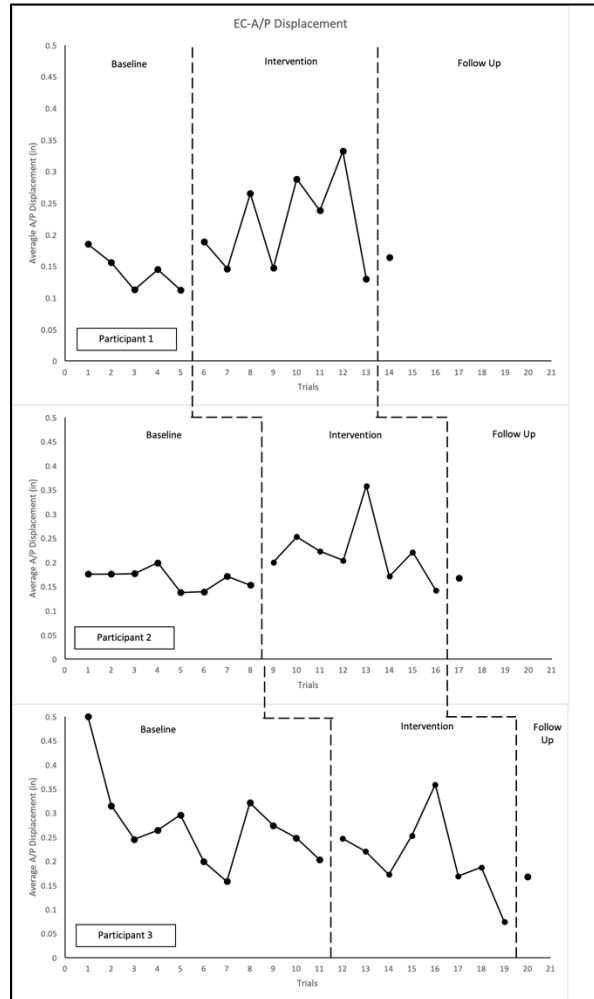 EC-A/P Displacement
Baseline
Intervention
Follow Up
Average A/P Displacement (in)
0.5
0.45
0.4
0.35
0.3
0.25
0.2
0.15
0.1
0.05
0
Participant 1
0 1 2 3 4 5 6 7 8 9 10 11 12 13 14 15 16 17 18 19 20 21
Trials
Baseline
Intervention
Follow Up
Average A/P Displacement (in)
0.5
0.45
0.4
0.35
0.3
0.25
0.2
0.15
0.1
0.05
0
Participant 2
0 1 2 3 4 5 6 7 8 9 10 11 12 13 14 15 16 17 18 19 20 21
Trials
Baseline
Intervention
Follow
Up
Average A/P Displacement (in)
0.5
0.45
0.4
0.35
0.3
0.25
0.2
0.15
0.1
0.05
0
Participant 3
0 1 2 3 4 5 6 7 8 9 10 11 12 13 14 15 16 17 18 19 20 21
Trials